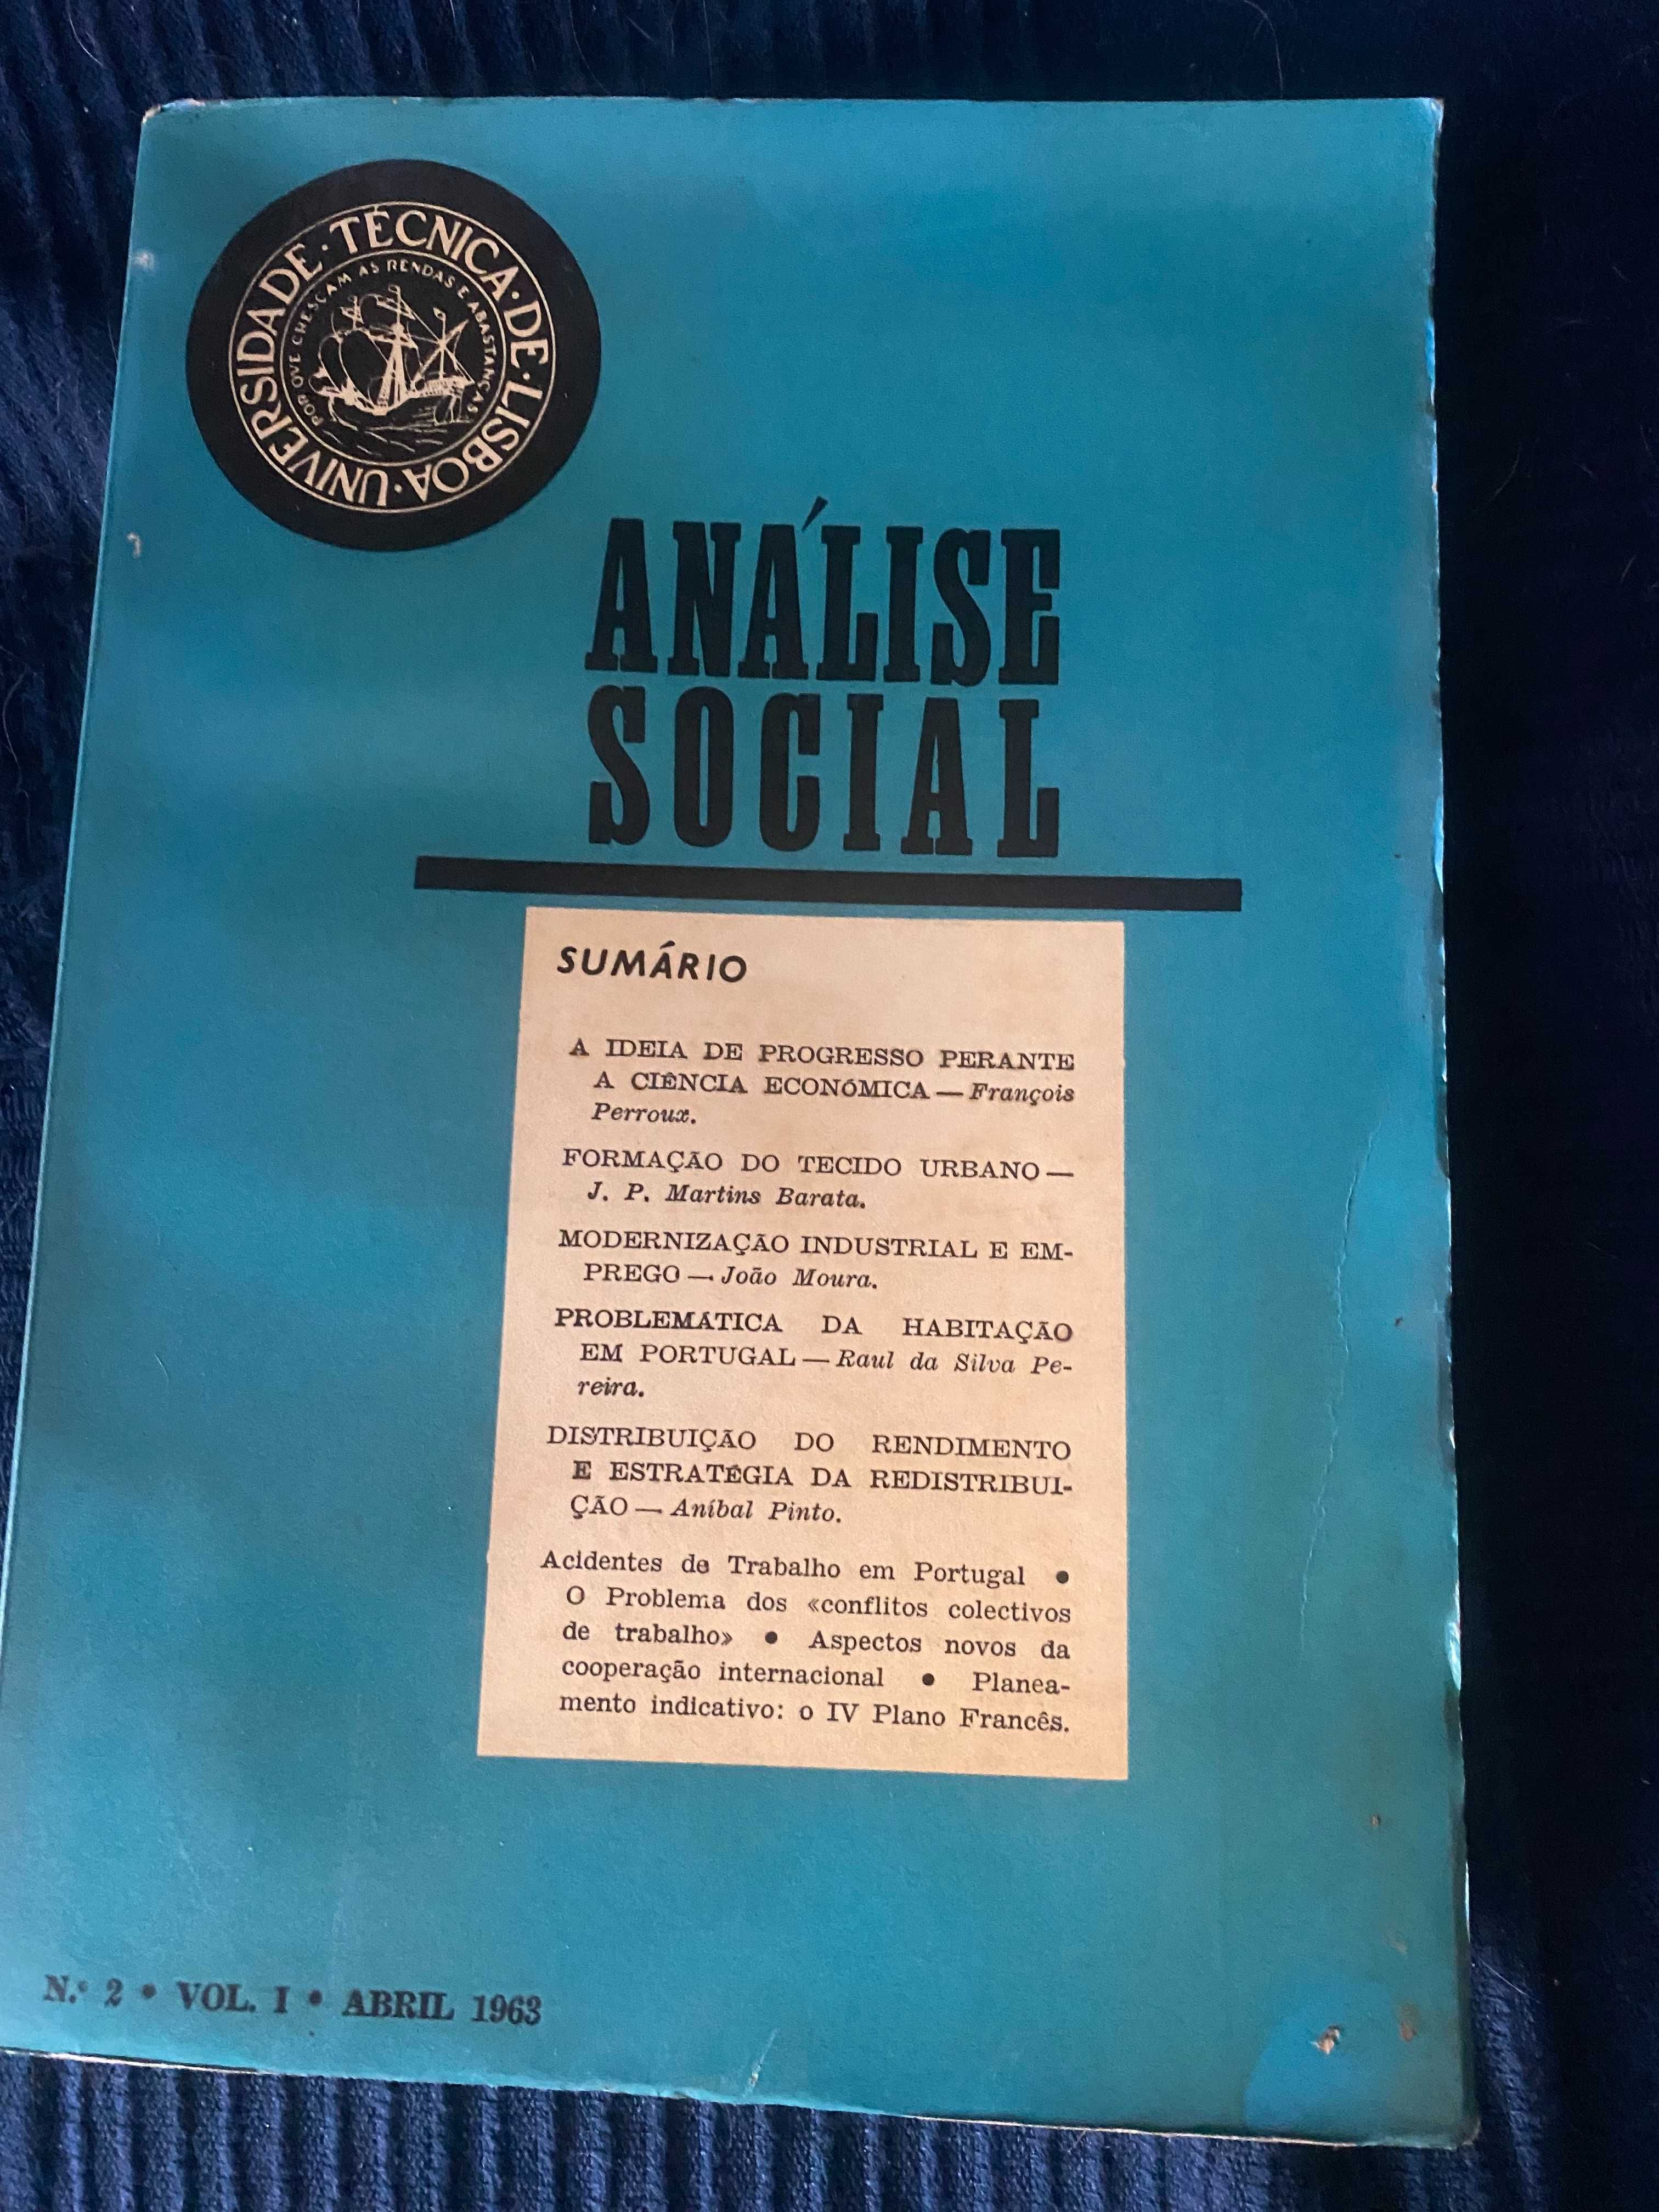 UNIVERSIDADE · TÉCNICA · DE · LISBOA ·
POR QVE CRESCAM AS RENDAS E ABASTANÇAS
ANÁLISE
SOCIAL
SUMÁRIO
A IDEIA DE PROGRESSO PERANTE
A CIÊNCIA ECONÓMICA — François
Perroux.
FORMAÇÃO DO TECIDO URBANO —
J. P. Martins Barata.
MODERNIZAÇÃO INDUSTRIAL E EM-
PREGO — João Moura.
PROBLEMÁTICA DA HABITAÇÃO
EM PORTUGAL — Raul da Silva Pe-
reira.
DISTRIBUIÇÃO DO RENDIMENTO
E ESTRATÉGIA DA REDISTRIBUI-
ÇÃO — Aníbal Pinto.
Acidentes de Trabalho em Portugal •
O Problema dos «conflitos colectivos
de trabalho» • Aspectos novos da
cooperação internacional • Planea-
mento indicativo: o IV Plano Francês.
N.º 2 • VOL. I • ABRIL 1963